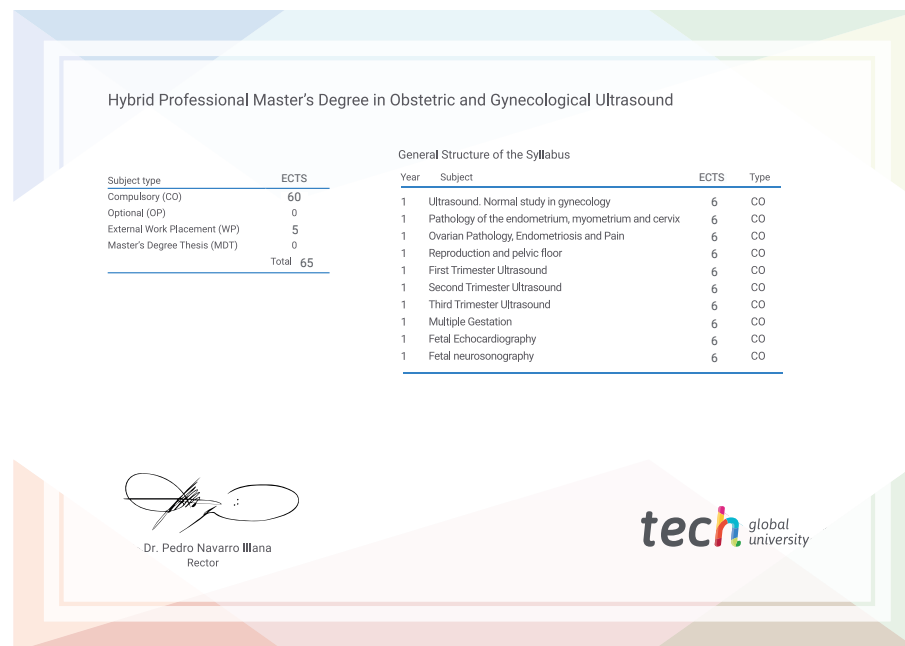 Hybrid Professional Master's Degree in Obstetric and Gynecological Ultrasound
Subject type ECTS
Compulsory (CO) 60
Optional (OP) 0
External Work Placement (WP) 5
Master's Degree Thesis (MDT) 0
Total 65
General Structure of the Syllabus
Year Subject ECTS Type
1 Ultrasound. Normal study in gynecology 6 CO
1 Pathology of the endometrium, myometrium and cervix 6 CO
1 Ovarian Pathology, Endometriosis and Pain 6 CO
1 Reproduction and pelvic floor 6 CO
1 First Trimester Ultrasound 6 CO
1 Second Trimester Ultrasound 6 CO
1 Third Trimester Ultrasound 6 CO
1 Multiple Gestation 6 CO
1 Fetal Echocardiography 6 CO
1 Fetal neurosonography 6 CO
Dr. Pedro Navarro Illana
Rector
tech global university